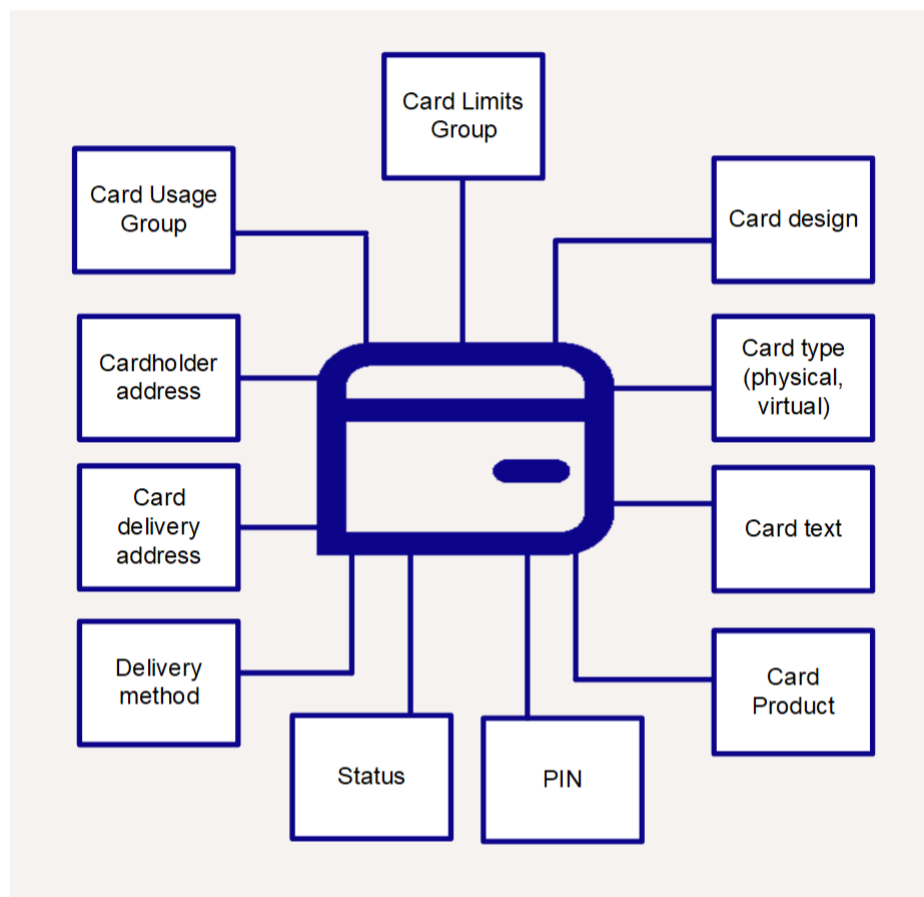 Card Limits
Group
Card Usage
Group
Card design
Cardholder
address
Card type
(physical,
virtual)
Card
delivery
address
Card text
Delivery
method
Card
Product
Status
PIN